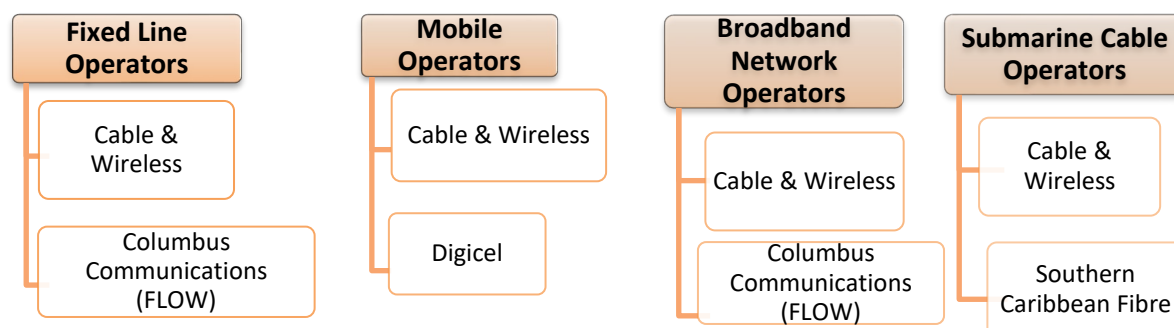 Fixed Line
Operators
Cable &
Wireless
Columbus
Communications
(FLOW)
Mobile
Operators
Cable & Wireless
Digicel
Broadband
Network
Operators
Cable & Wireless
Columbus
Communications
(FLOW)
Submarine Cable
Operators
Cable &
Wireless
Southern
Caribbean Fibre